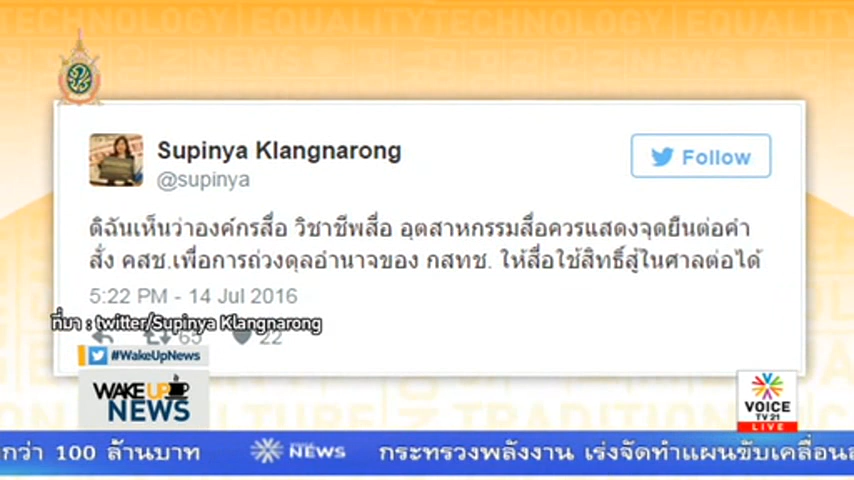 Supinya Klangnarong
@supinya
Follow
ดิฉันเห็นว่าองค์กรสื่อ วิชาชีพสื่อ อุตสาหกรรมสื่อควรแสดงจุดยืนต่อคำ
สั่ง คสช.เพื่อการถ่วงดุลอำนาจของ กสทช. ให้สื่อใช้สิทธิ์สู้ในศาลต่อได้
5:22 PM - 14 Jul 2016
ที่มา : twitter/Supinya Klangnarong
65 22
#WakeUpNews
WAKE UP
NEWS
VOICE
TV 21
LIVE
กว่า 100 ล้านบาท NEWS กระทรวงพลังงาน เร่งจัดทำแผนขับเคลื่อน
TECHNOLOGY EQUALITY
NEWS